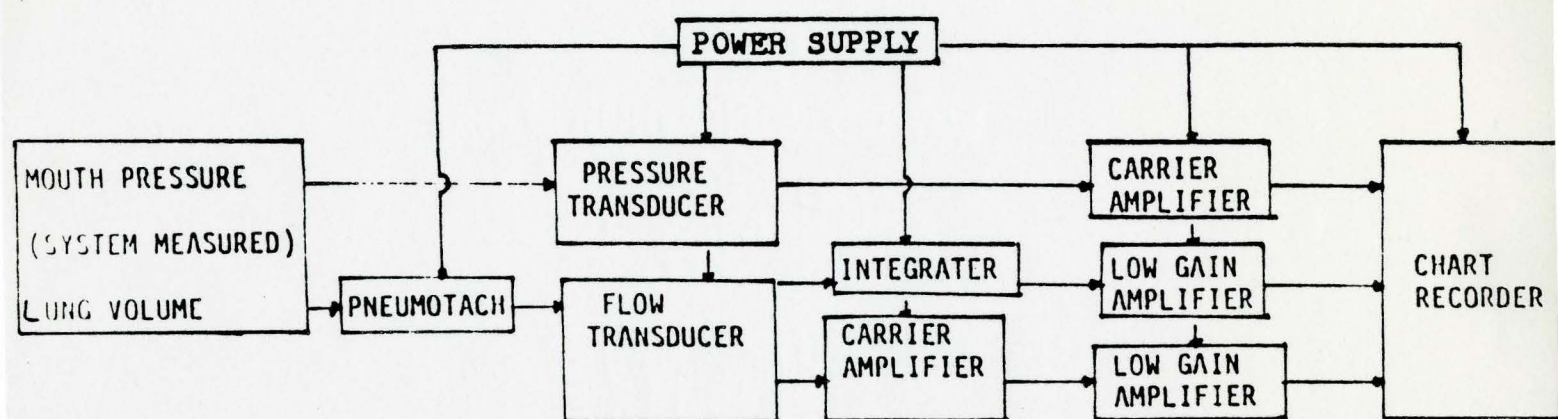 POWER SUPPLY
MOUTH PRESSURE
(SYSTEM MEASURED)
LUNG VOLUME
PNEUMOTACH
PRESSURE
TRANSDUCER
FLOW
TRANSDUCER
INTEGRATER
CARRIER
AMPLIFIER
CARRIER
AMPLIFIER
LOW GAIN
AMPLIFIER
LOW GAIN
AMPLIFIER
CHART
RECORDER